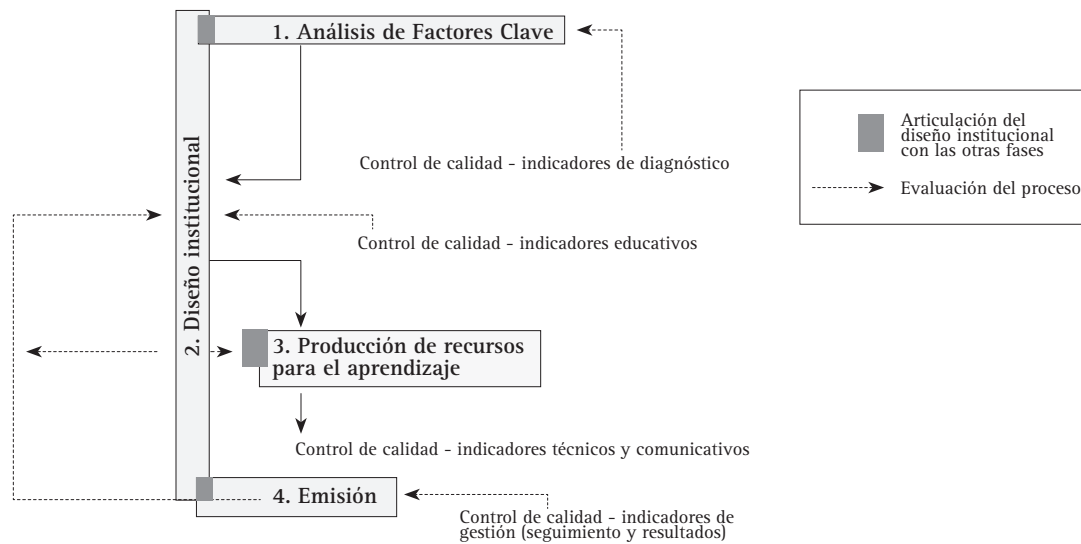 1. Análisis de Factores Clave
Articulación del
diseño institucional
con las otras fases
Control de calidad - indicadores de diagnóstico
Evaluación del proceso
2. Diseño institucional
Control de calidad - indicadores educativos
3. Producción de recursos
para el aprendizaje
Control de calidad - indicadores técnicos y comunicativos
4. Emisión
Control de calidad - indicadores de
gestión (seguimiento y resultados)